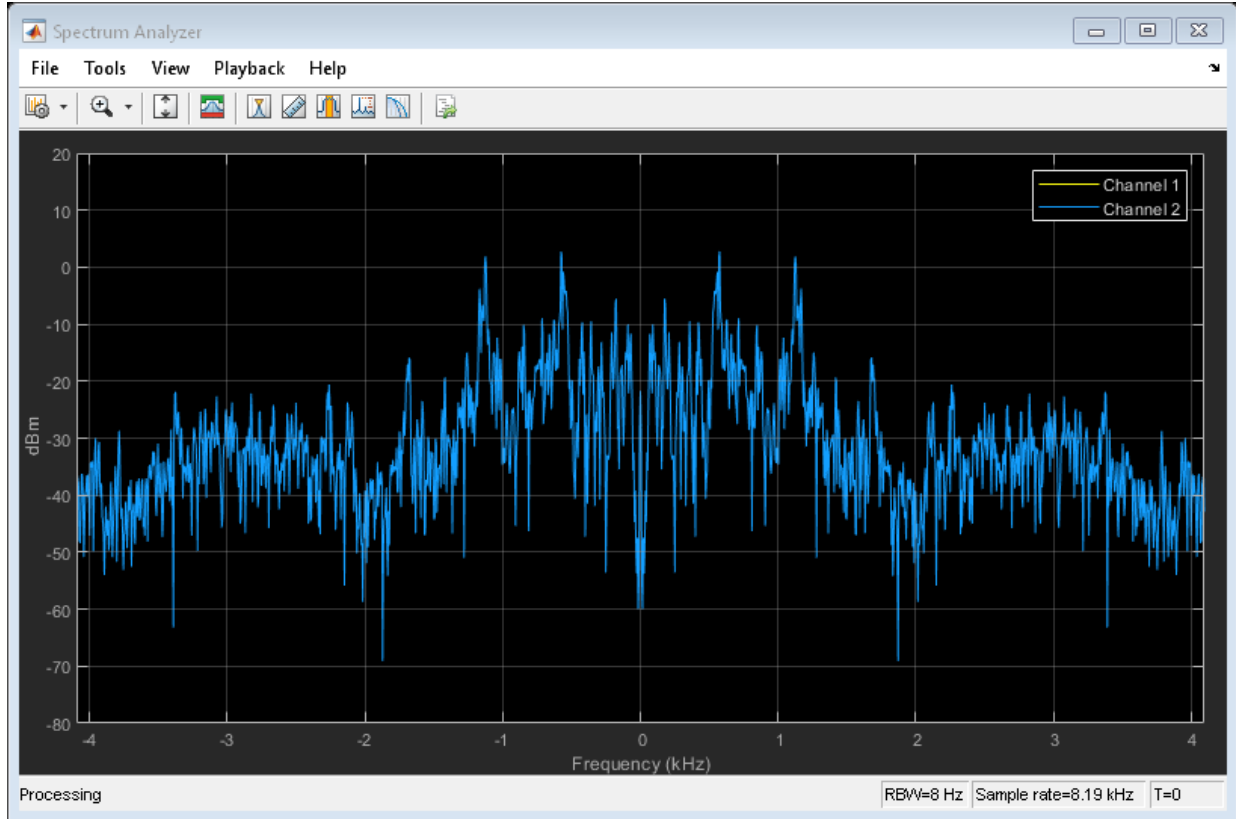 Spectrum Analyzer
File Tools View Playback Help
20
10
0
-10
-20
-30
-40
-50
-60
-70
-80
dBm
Channel 1
Channel 2
-4 -3 -2 -1 0 1 2 3 4
Frequency (kHz)
Processing RBW=8 Hz Sample rate=8.19 kHz T=0